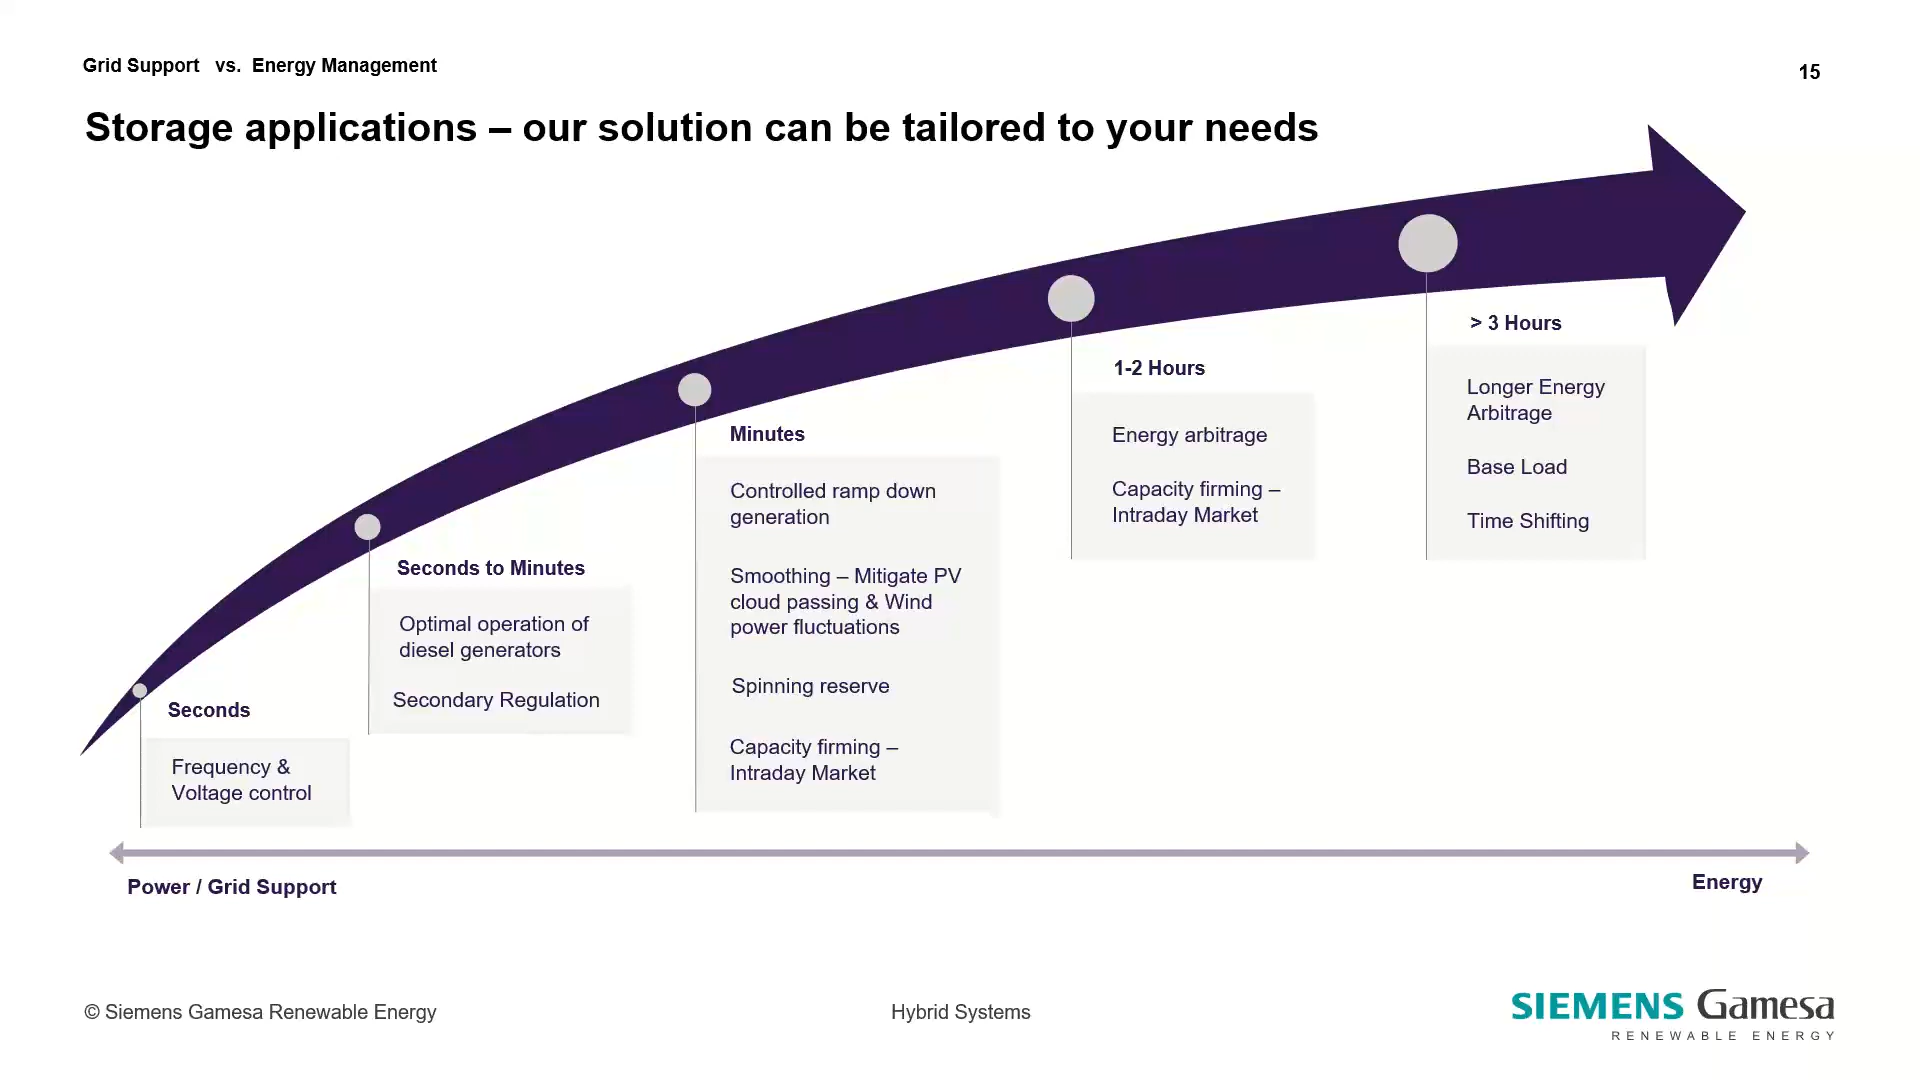 Grid Support vs. Energy Management
15
Storage applications – our solution can be tailored to your needs
> 3 Hours
Longer Energy
Arbitrage
Base Load
Time Shifting
1-2 Hours
Energy arbitrage
Capacity firming –
Intraday Market
Minutes
Controlled ramp down
generation
Smoothing – Mitigate PV
cloud passing & Wind
power fluctuations
Spinning reserve
Capacity firming –
Intraday Market
Seconds to Minutes
Optimal operation of
diesel generators
Secondary Regulation
Seconds
Frequency &
Voltage control
Power / Grid Support
Energy
© Siemens Gamesa Renewable Energy
Hybrid Systems
SIEMENS Gamesa
RENEWABLE ENERGY